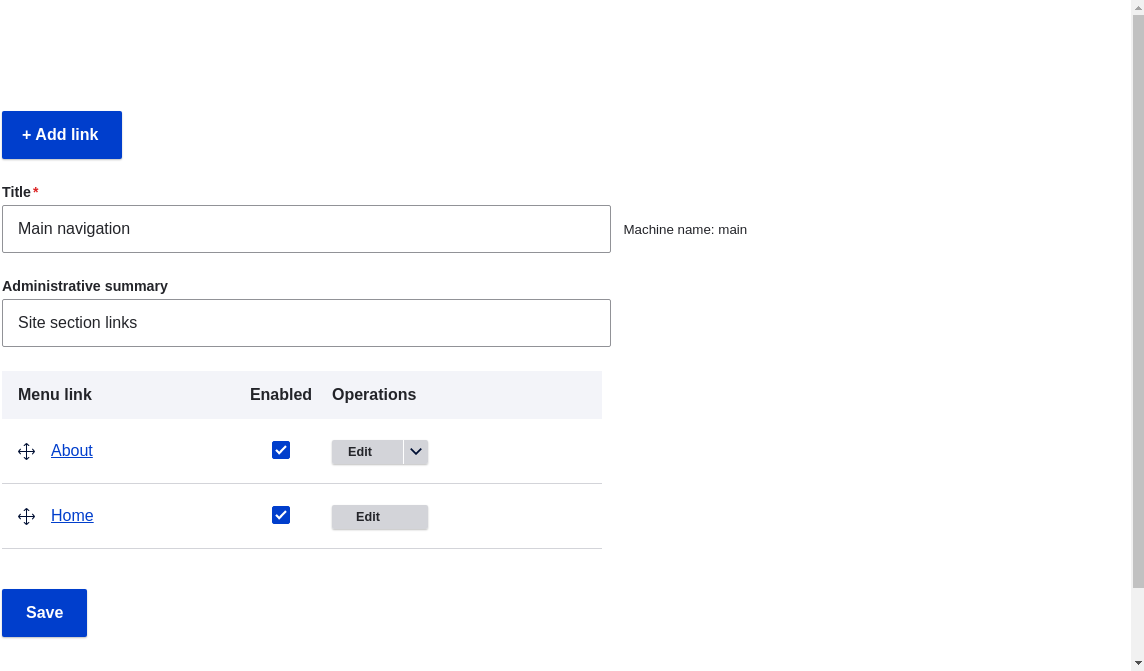 + Add link
Title*
Main navigation
Machine name: main
Administrative summary
Site section links
Menu link Enabled Operations
About Edit
Home Edit
Save